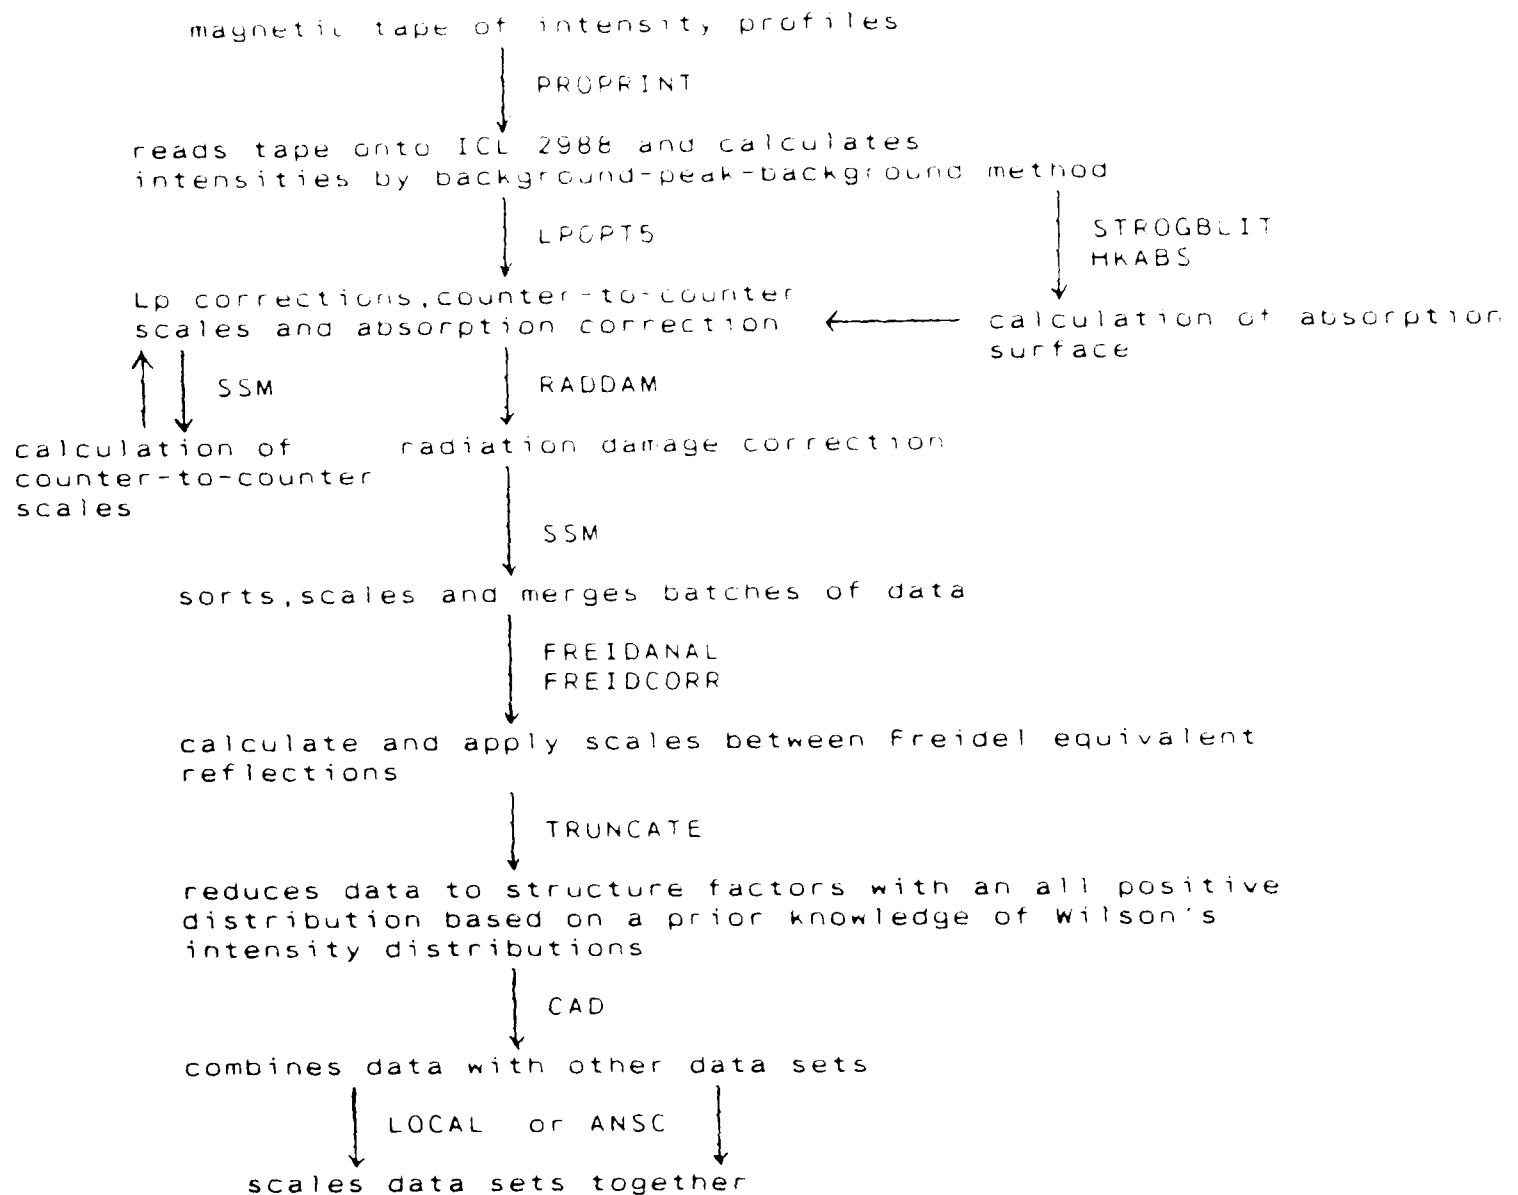 magnetic tape of intensity profiles
PROPRINT
reads tape onto ICL 2988 and calculates
intensities by background-peak-background method
LPOPT5
STROGBLIT
HKABS
Lp corrections,counter-to-counter
scales and absorption correction
calculation of absorption
surface
SSM
RADDAM
calculation of
counter-to-counter
scales
radiation damage correction
SSM
sorts,scales and merges batches of data
FREIDANAL
FREIDCORR
calculate and apply scales between Freidel equivalent
reflections
TRUNCATE
reduces data to structure factors with an all positive
distribution based on a prior knowledge of Wilson's
intensity distributions
CAD
combines data with other data sets
LOCAL or ANSC
scales data sets together